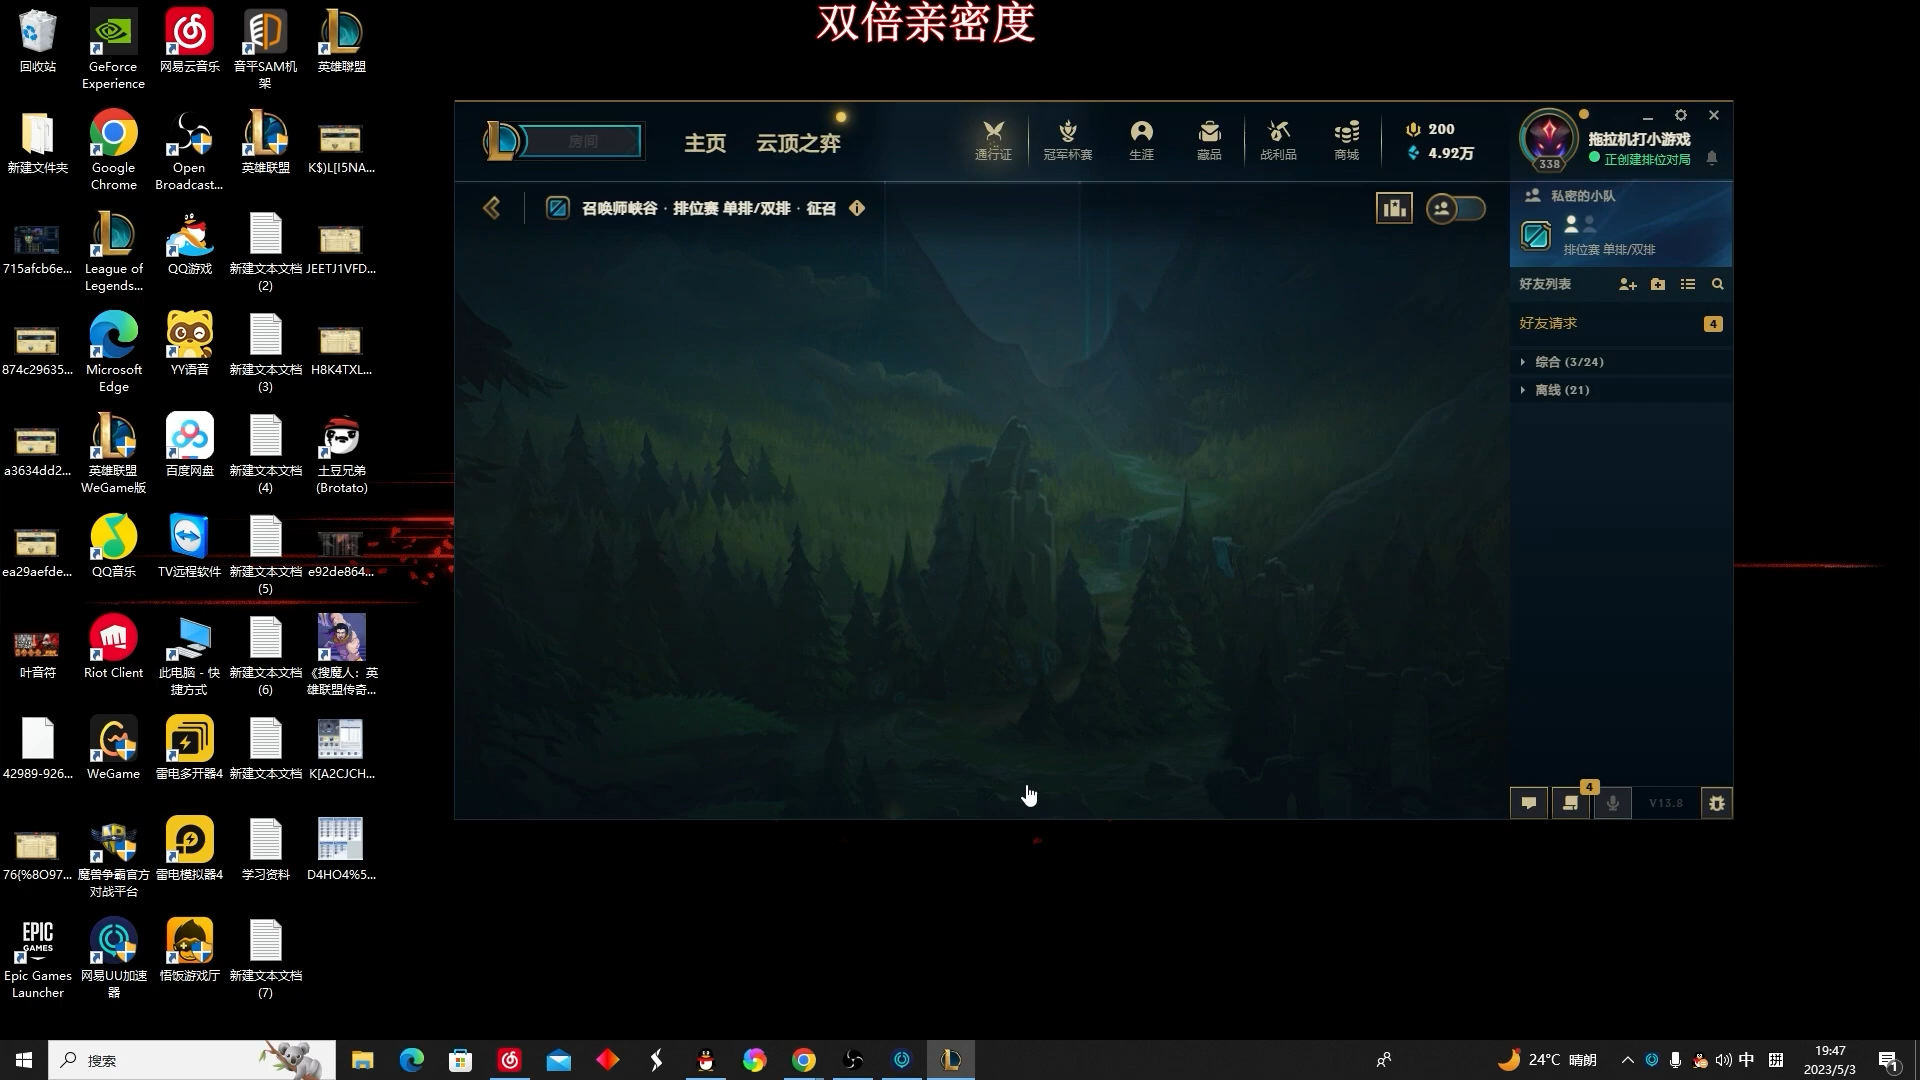 双倍亲密度
回收站
GeForce Experience
网易云音乐
音平SAM机架
英雄联盟
新建文件夹
Google Chrome
Open Broadcast...
英雄联盟
K$)L[I5NA...
715afcb6e...
League of Legends...
QQ游戏
新建文本文档 (2)
JEETJ1VFD...
874c29635...
Microsoft Edge
YY语音
新建文本文档 (3)
H8K4TXL...
a3634dd2...
英雄联盟 WeGame版
百度网盘
新建文本文档 (4)
土豆兄弟 (Brotato)
ea29aefde...
QQ音乐
TV远程软件
新建文本文档 (5)
e92de864...
叶音符
Riot Client
此电脑 - 快捷方式
新建文本文档 (6)
《搜魔人：英雄联盟传奇...
42989-926...
WeGame
雷电多开器4
新建文本文档
K[A2CJCH...
76(%8O97...
魔兽争霸官方对战平台
雷电模拟器4
学习资料
D4HO4%5...
EPIC GAMES
Epic Games Launcher
网易UU加速器
悟饭游戏厅
新建文本文档 (7)
房间
主页
云顶之弈
通行证
冠军杯赛
生涯
藏品
战利品
商城
200
4.92万
338
拖拉机打小游戏
正创建排位对局
召唤师峡谷 · 排位赛 单排/双排 · 征召
私密的小队
排位赛 单排/双排
好友列表
好友请求
4
综合 (3/24)
离线 (21)
4
V13.8
搜索
24°C 晴朗
中
拼
19:47
2023/5/3
1